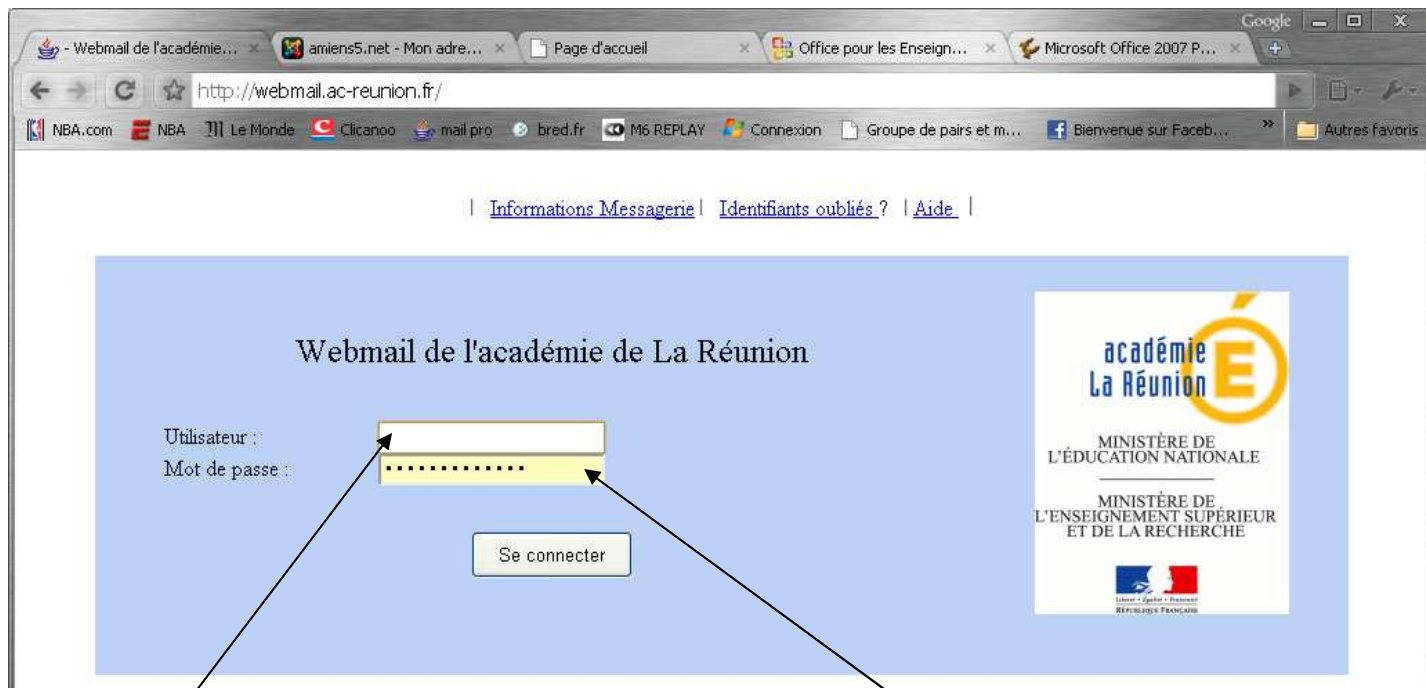 Google
- Webmail de l'académie...
amiens5.net - Mon adre...
Page d'accueil
Office pour les Enseign...
Microsoft Office 2007 P...
http://webmail.ac-reunion.fr/
NBA.com
NBA
Le Monde
Clicanoo
mail pro
bred.fr
M6 REPLAY
Connexion
Groupe de pairs et m...
Bienvenue sur Faceb...
»
Autres favoris
| Informations Messagerie | Identifiants oubliés ? | Aide |
Webmail de l'académie de La Réunion
Utilisateur :
Mot de passe :
Se connecter
académie
La Réunion
MINISTÈRE DE
L'ÉDUCATION NATIONALE
MINISTÈRE DE
L'ENSEIGNEMENT SUPÉRIEUR
ET DE LA RECHERCHE
Liberté • Égalité • Fraternité
RÉPUBLIQUE FRANÇAISE